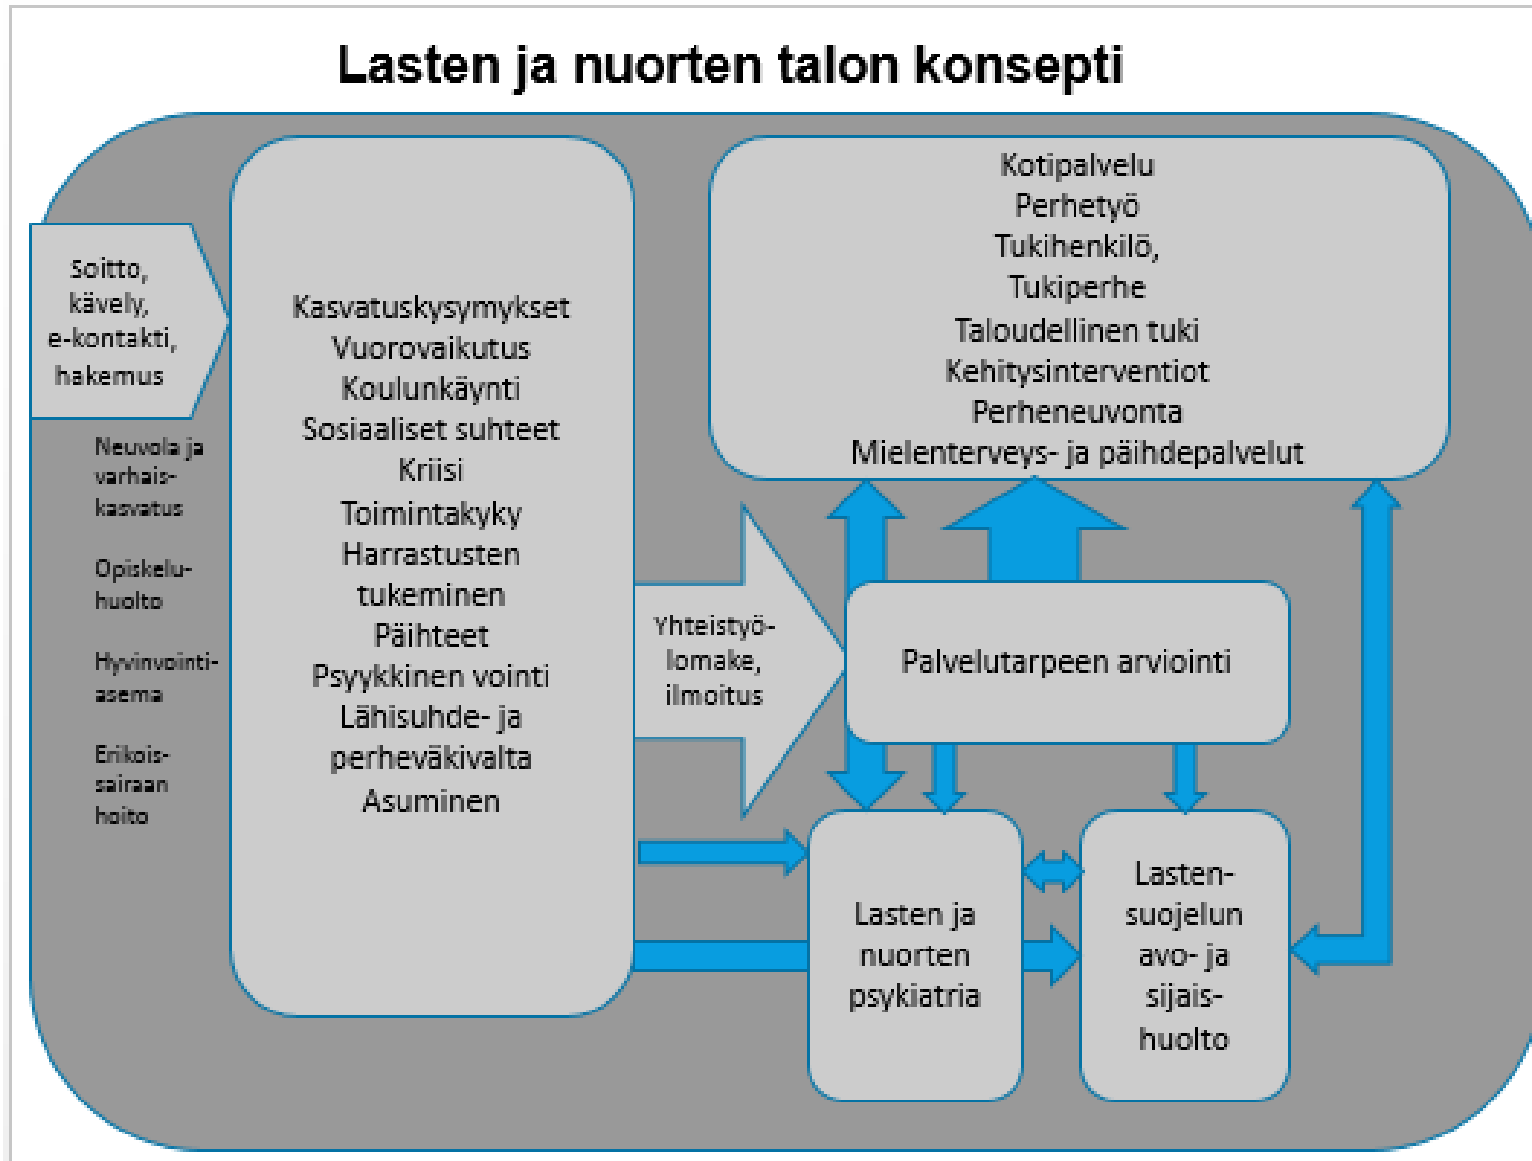 Lasten ja nuorten talon konsepti
Soitto,
kävely,
e-kontakti,
hakemus
Neuvola ja
varhais-
kasvatus
Opiskelu-
huolto
Hyvinvointi-
asema
Erikois-
sairaan
hoito
Kasvatuskysymykset
Vuorovaikutus
Koulunkäynti
Sosiaaliset suhteet
Kriisi
Toimintakyky
Harrastusten
tukeminen
Päihteet
Psyykkinen vointi
Lähisuhde- ja
perheväkivalta
Asuminen
Kotipalvelu
Perhetyö
Tukihenkilö,
Tukiperhe
Taloudellinen tuki
Kehitysinterventiot
Perheneuvonta
Mielenterveys- ja päihdepalvelut
Yhteistyö-
lomake,
ilmoitus
Palvelutarpeen arviointi
Lasten ja
nuorten
psykiatria
Lasten-
suojelun
avo- ja
sijais-
huolto